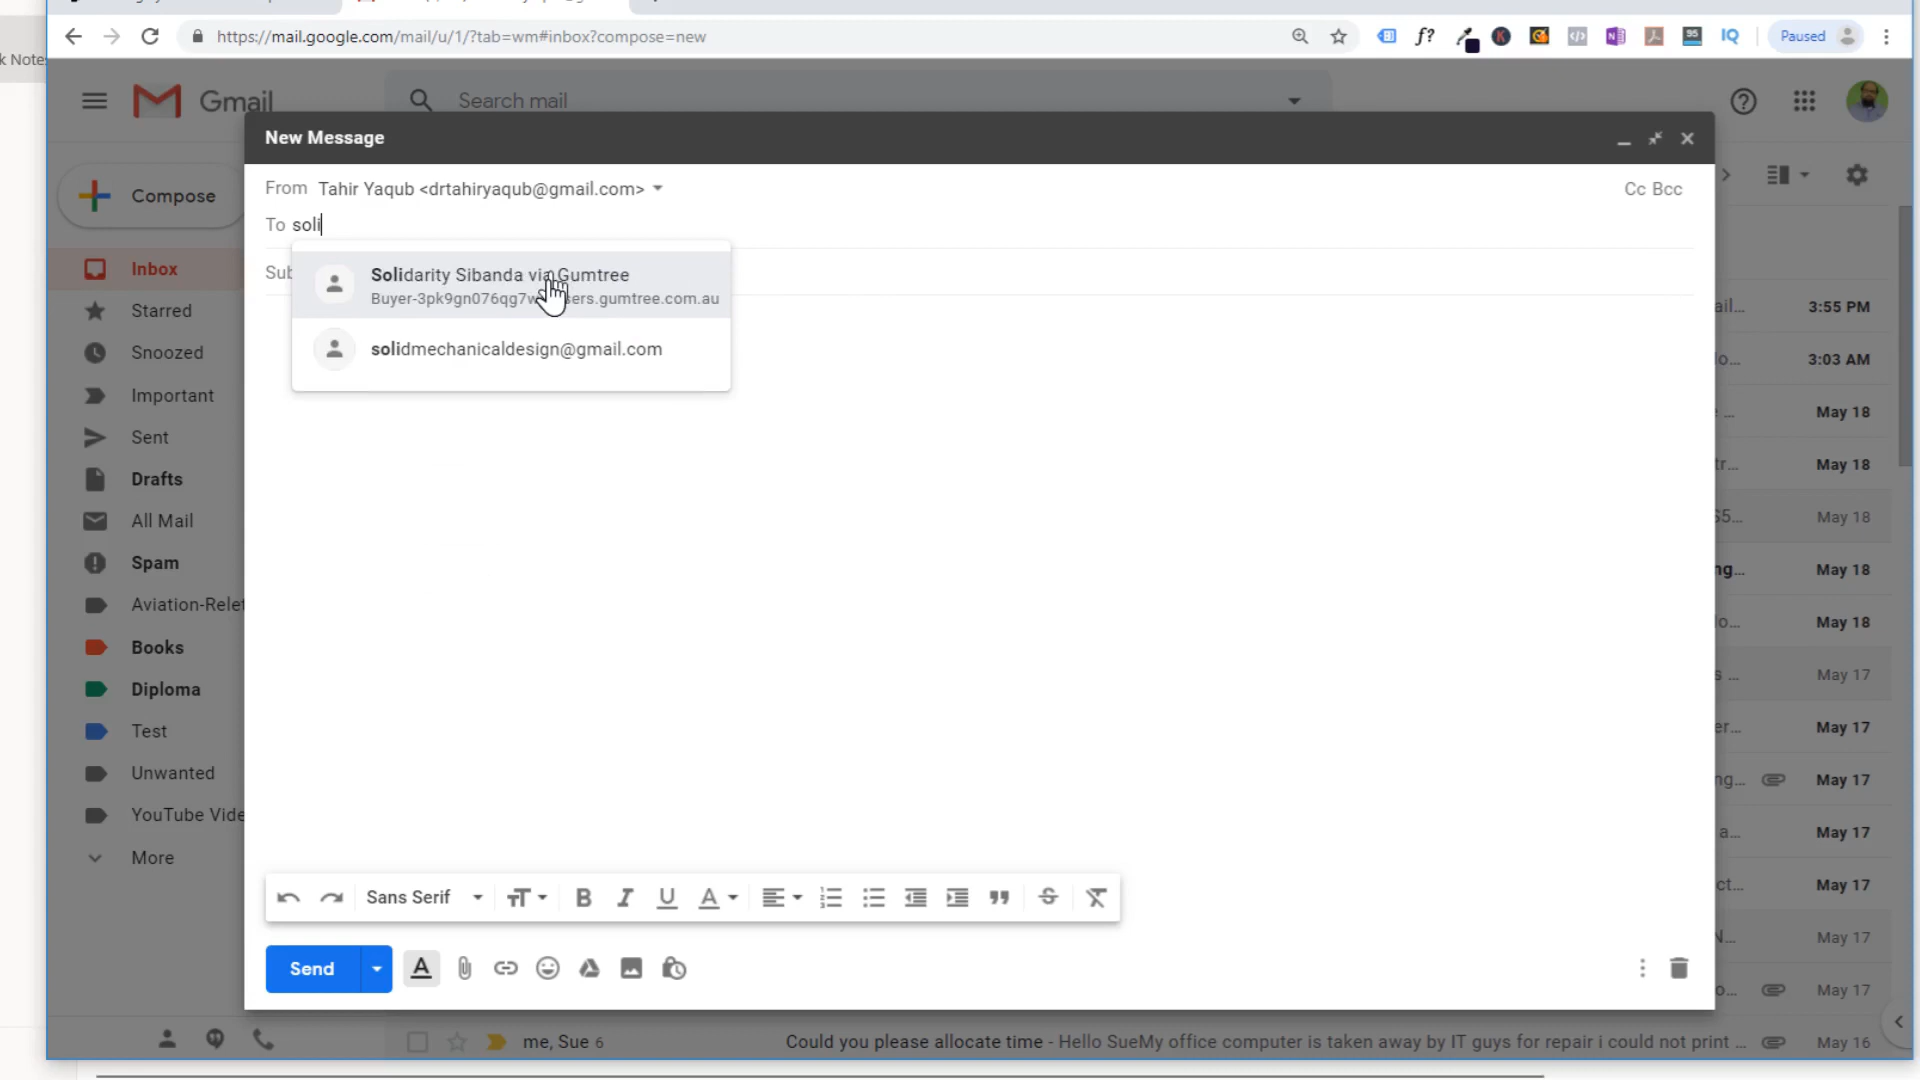 https://mail.google.com/mail/u/1/?tab=wm#inbox?compose=new
Paused
Gmail
Search mail
New Message
From Tahir Yaqub <drtahiryaqub@gmail.com>
Cc Bcc
To soli
Solidarity Sibanda via Gumtree
solidmechanicaldesign@gmail.com
Compose
Inbox
Starred
Snoozed
Important
Sent
Drafts
All Mail
Spam
Books
Diploma
Test
Unwanted
More
3:55 PM
3:03 AM
May 18
May 18
May 18
May 18
May 18
May 17
May 17
May 17
May 17
May 17
May 17
May 17
Sans Serif
Send
me, Sue 6
Could you please allocate time - Hello SueMy office computer is taken away by IT guys for repair i could not print ...
May 16